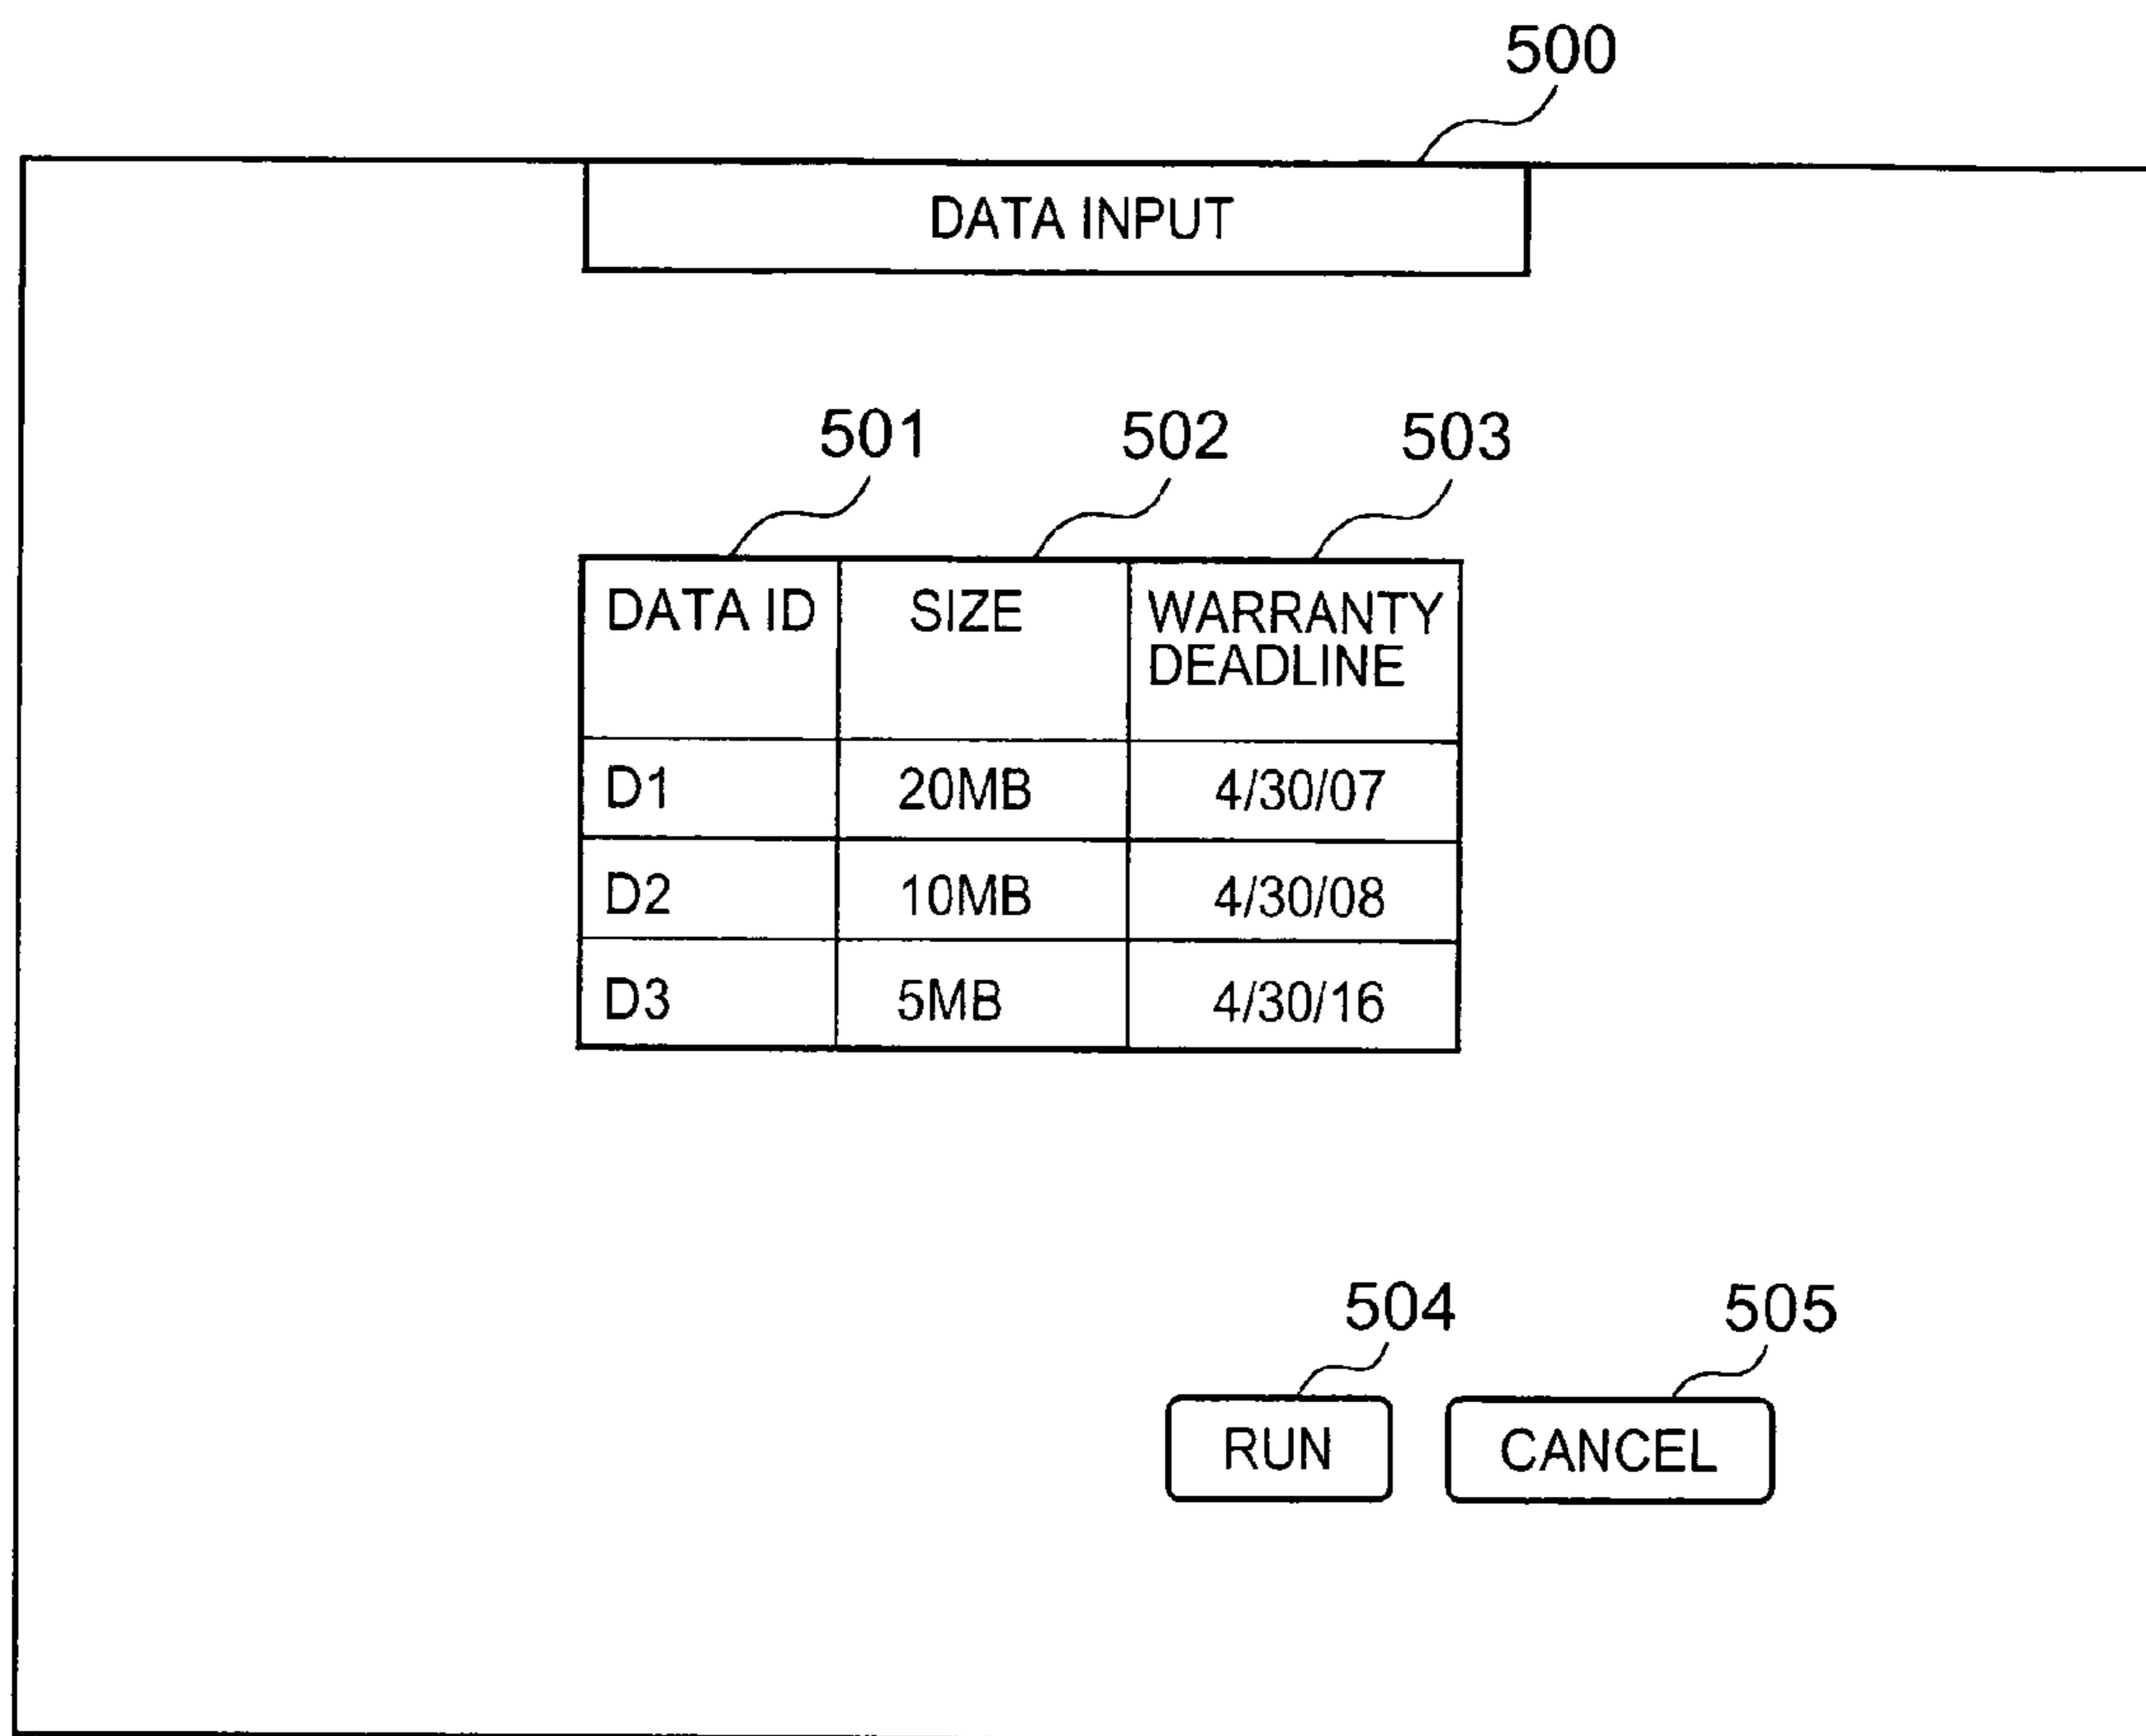 500
DATA INPUT
501 502 503
DATA ID SIZE WARRANTY
DEADLINE
D1 20MB 4/30/07
D2 10MB 4/30/08
D3 5MB 4/30/16
504 505
RUN CANCEL